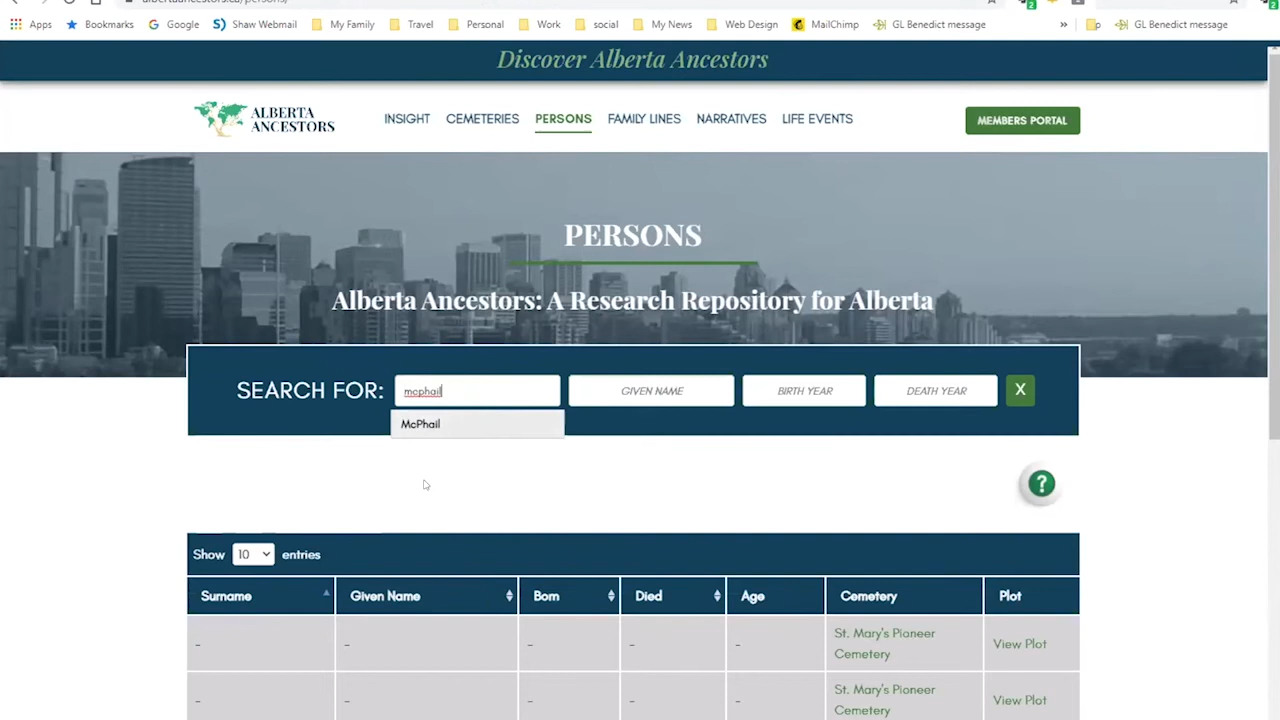 Apps Bookmarks Google Shaw Webmail My Family Travel Personal Work social My News Web Design MailChimp GL Benedict message » p GL Benedict message
Discover Alberta Ancestors
ALBERTA ANCESTORS
INSIGHT CEMETERIES PERSONS FAMILY LINES NARRATIVES LIFE EVENTS MEMBERS PORTAL
PERSONS
Alberta Ancestors: A Research Repository for Alberta
SEARCH FOR: mcphail GIVEN NAME BIRTH YEAR DEATH YEAR X
McPhail
?
Show 10 entries
Surname Given Name Born Died Age Cemetery Plot
- - - - - St. Mary's Pioneer Cemetery View Plot
- - - - - St. Mary's Pioneer Cemetery View Plot